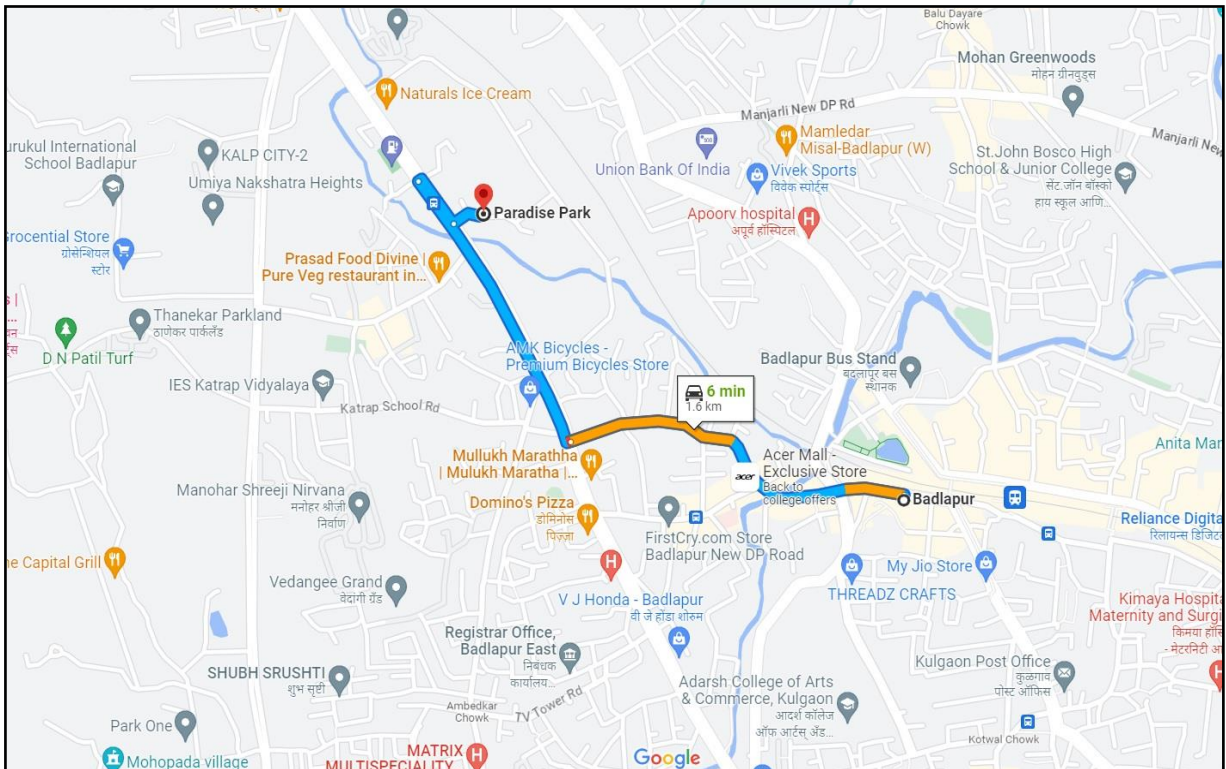 Balu Dayare
Chowk
Mohan Greenwoods
मोहन ग्रीनवुड्स
Naturals Ice Cream
Manjarli New DP Rd
Manjarli New
Mamledar
Misal-Badlapur (W)
urukul International
School Badlapur
KALP CITY-2
Union Bank Of India
Vivek Sports
विवेक स्पोर्ट्स
St.John Bosco High
School & Junior College
सेंट.जॉन बॉस्को
हाय स्कूल आणि...
Umiya Nakshatra Heights
Paradise Park
Apoorv hospital
अपूर्व हॉस्पिटल
Grocential Store
ग्रोसेन्शियल
स्टोर
Prasad Food Divine |
Pure Veg restaurant in...
Thanekar Parkland
ठाणेकर पार्कलँड
D N Patil Turf
AMK Bicycles -
Premium Bicycles Store
Badlapur Bus Stand
बदलापूर बस
स्थानक
IES Katrap Vidyalaya
Katrap School Rd
6 min
1.6 km
Anita Mar
Mullukh Marathha
| Mulukh Maratha |...
Acer Mall -
Exclusive Store
Back to
college offers
acer
Manohar Shreeji Nirvana
मनोहर श्रीजी
निर्वाण
Domino's Pizza
डोमिनोस
पिज़्ज़ा
Badlapur
FirstCry.com Store
Badlapur New DP Road
Reliance Digita
रिलायन्स डिजिट
ne Capital Grill
Vedangee Grand
वेदांगी ग्रँड
My Jio Store
THREADZ CRAFTS
V J Honda - Badlapur
वी जे होंडा शोरुम
Kimaya Hospita
Maternity and Surgi
किमया हॉस्
- मेटरनिटी अ
Registrar Office,
Badlapur East
निबंधक
कार्यालय...
SHUBH SRUSHTI
शुभ सृष्टी
Kulgaon Post Office
कुळगाव
पोस्ट ऑफिस
Adarsh College of Arts
& Commerce, Kulgaon
आदर्श कॉलेज
ऑफ आर्ट्स अँड...
Ambedkar
Chowk
TV Tower Rd
Park One
Kotwal Chowk
Mohopada village
MATRIX
MULTISPECIALITY
Google